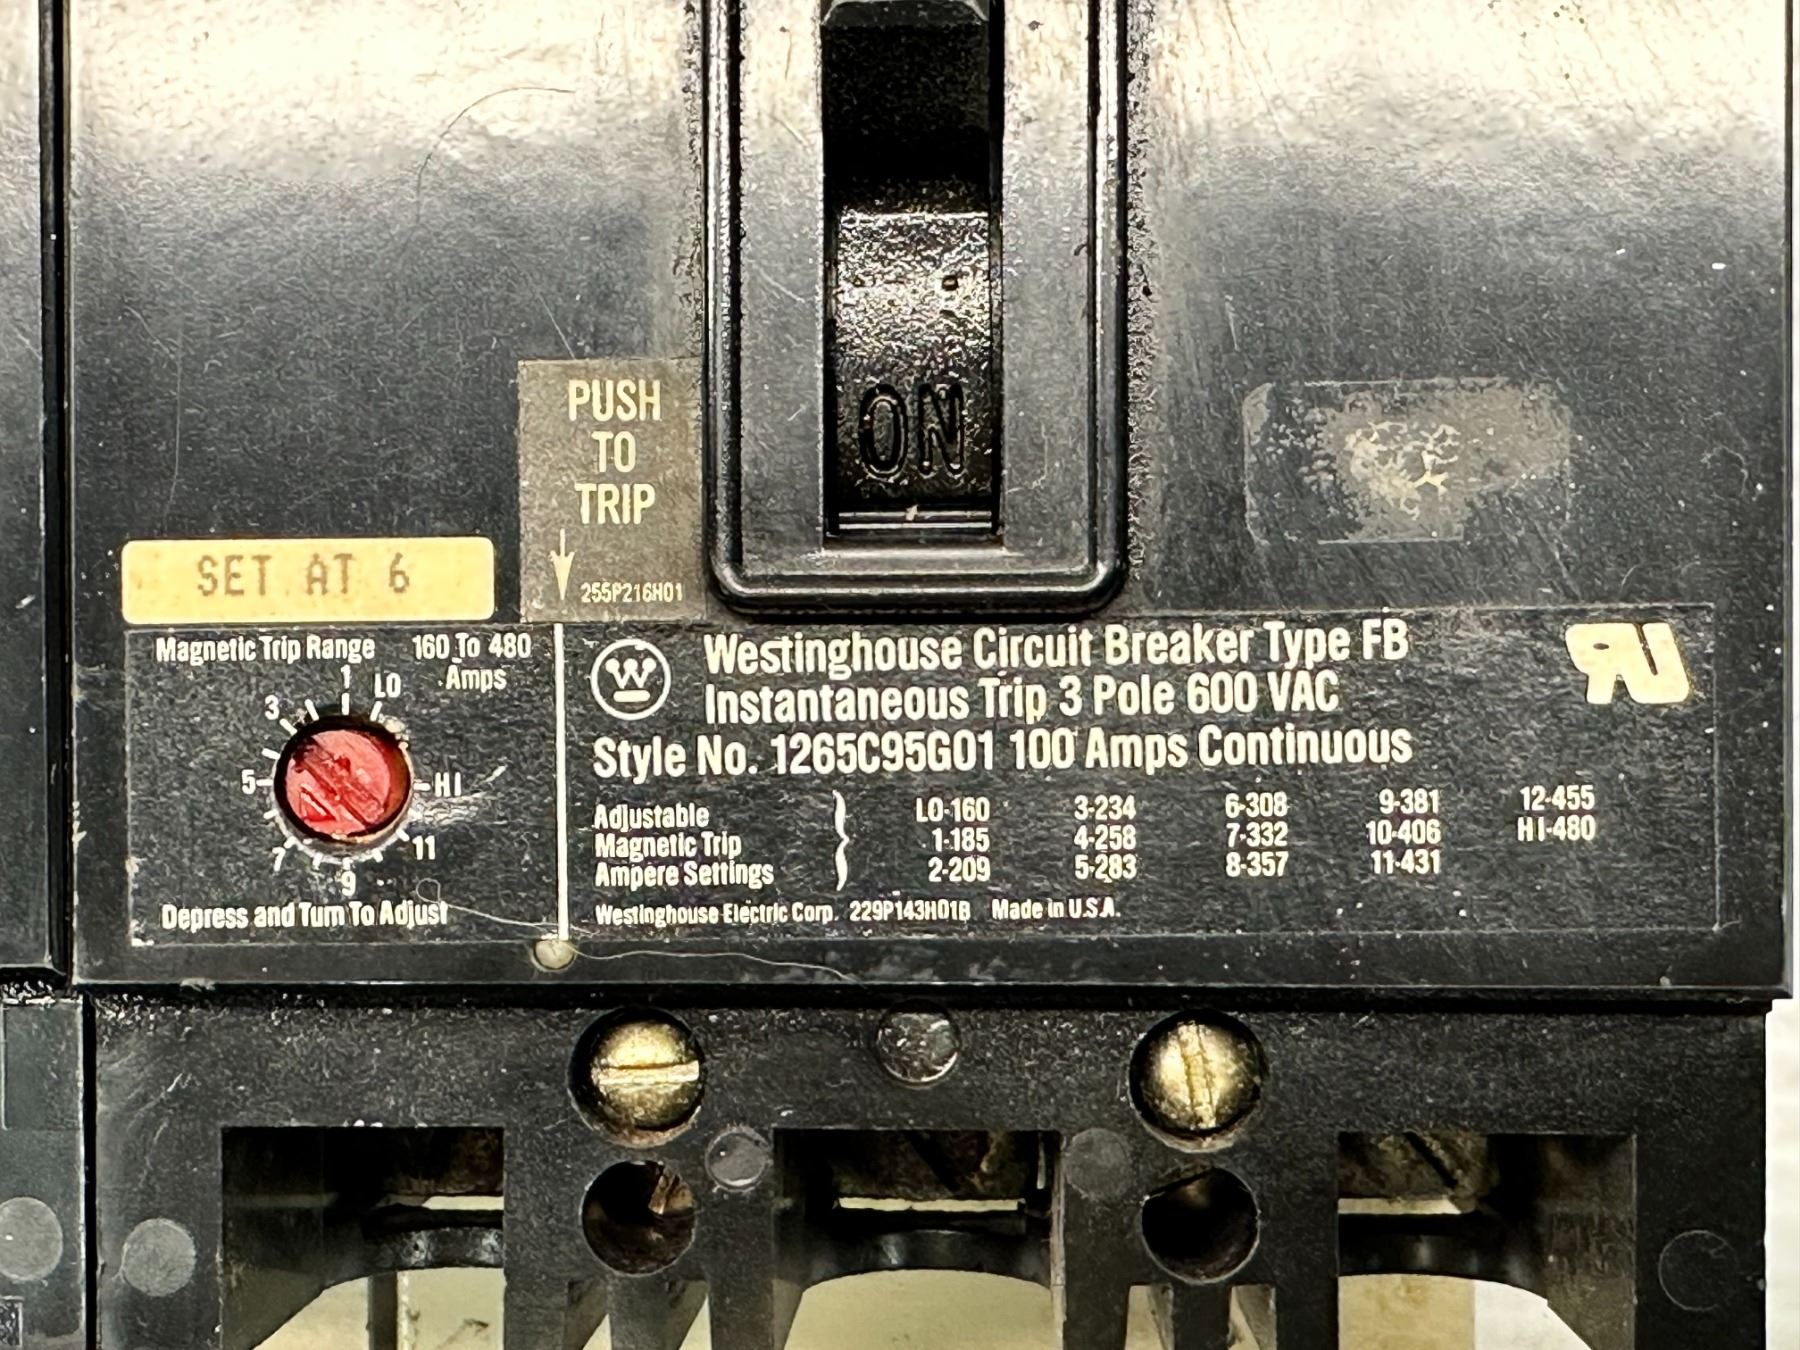 ON
PUSH
TO
TRIP
255P216H01
SET AT 6
Magnetic Trip Range 160 To 480
Amps
1
LO
3
5
HI
7
9
11
Depress and Turn To Adjust
W
Westinghouse Circuit Breaker Type FB
Instantaneous Trip 3 Pole 600 VAC
Style No. 1265C95G01 100 Amps Continuous
Adjustable
Magnetic Trip
Ampere Settings
LO-160 3-234 6-308 9-381 12-455
1-185 4-258 7-332 10-406 HI-480
2-209 5-283 8-357 11-431
Westinghouse Electric Corp. 229P143H01B Made in U.S.A.
RU